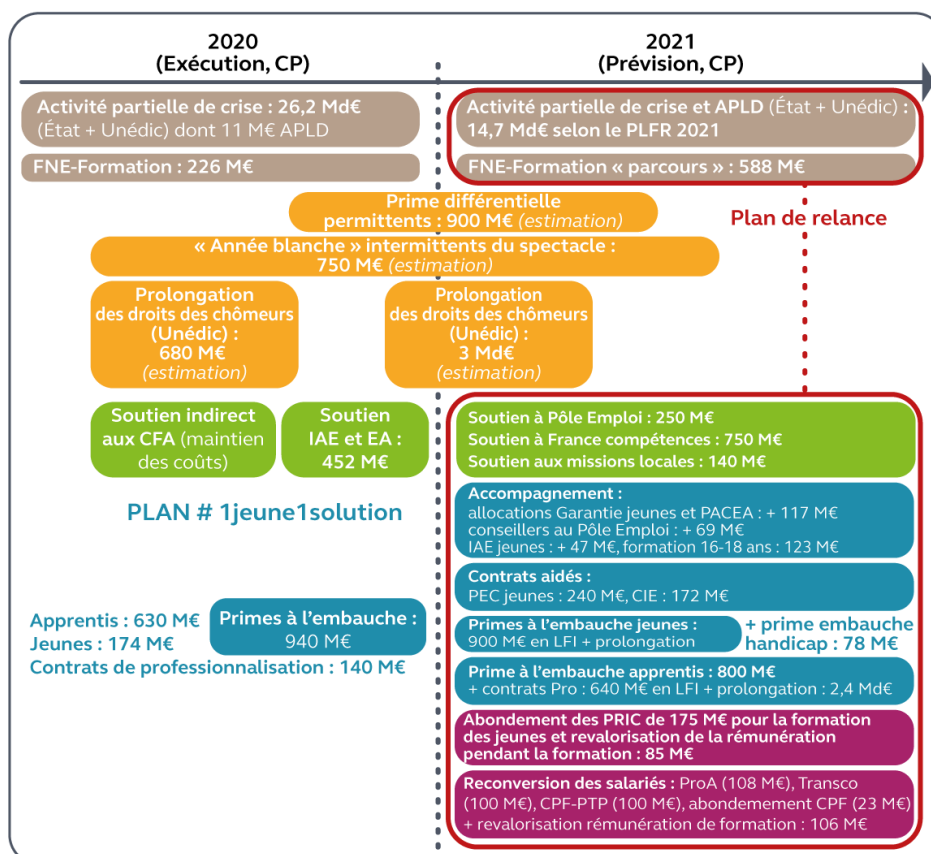 2020
(Exécution, CP)
2021
(Prévision, CP)
Activité partielle de crise : 26,2 Md€
(État + Unédic) dont 11 M€ APLD
Activité partielle de crise et APLD (État + Unédic) :
14,7 Md€ selon le PLFR 2021
FNE-Formation : 226 M€
FNE-Formation « parcours » : 588 M€
Prime différentielle
permittents : 900 M€ (estimation)
Plan de relance
« Année blanche » intermittents du spectacle :
750 M€ (estimation)
Prolongation
des droits des chômeurs
(Unédic) :
680 M€
(estimation)
Prolongation
des droits des chômeurs
(Unédic) :
3 Md€
(estimation)
Soutien indirect
aux CFA (maintien
des coûts)
Soutien
IAE et EA :
452 M€
Soutien à Pôle Emploi : 250 M€
Soutien à France compétences : 750 M€
Soutien aux missions locales : 140 M€
PLAN # 1jeune1solution
Accompagnement :
allocations Garantie jeunes et PACEA : + 117 M€
conseillers au Pôle Emploi : + 69 M€
IAE jeunes : + 47 M€, formation 16-18 ans : 123 M€
Contrats aidés :
PEC jeunes : 240 M€, CIE : 172 M€
Apprentis : 630 M€
Jeunes : 174 M€
Contrats de professionnalisation : 140 M€
Primes à l'embauche :
940 M€
Primes à l'embauche jeunes :
900 M€ en LFI + prolongation
+ prime embauche
handicap : 78 M€
Prime à l'embauche apprentis : 800 M€
+ contrats Pro : 640 M€ en LFI + prolongation : 2,4 Md€
Abondement des PRIC de 175 M€ pour la formation
des jeunes et revalorisation de la rémunération
pendant la formation : 85 M€
Reconversion des salariés : ProA (108 M€), Transco
(100 M€), CPF-PTP (100 M€), abondemement CPF (23 M€)
+ revalorisation rémunération de formation : 106 M€